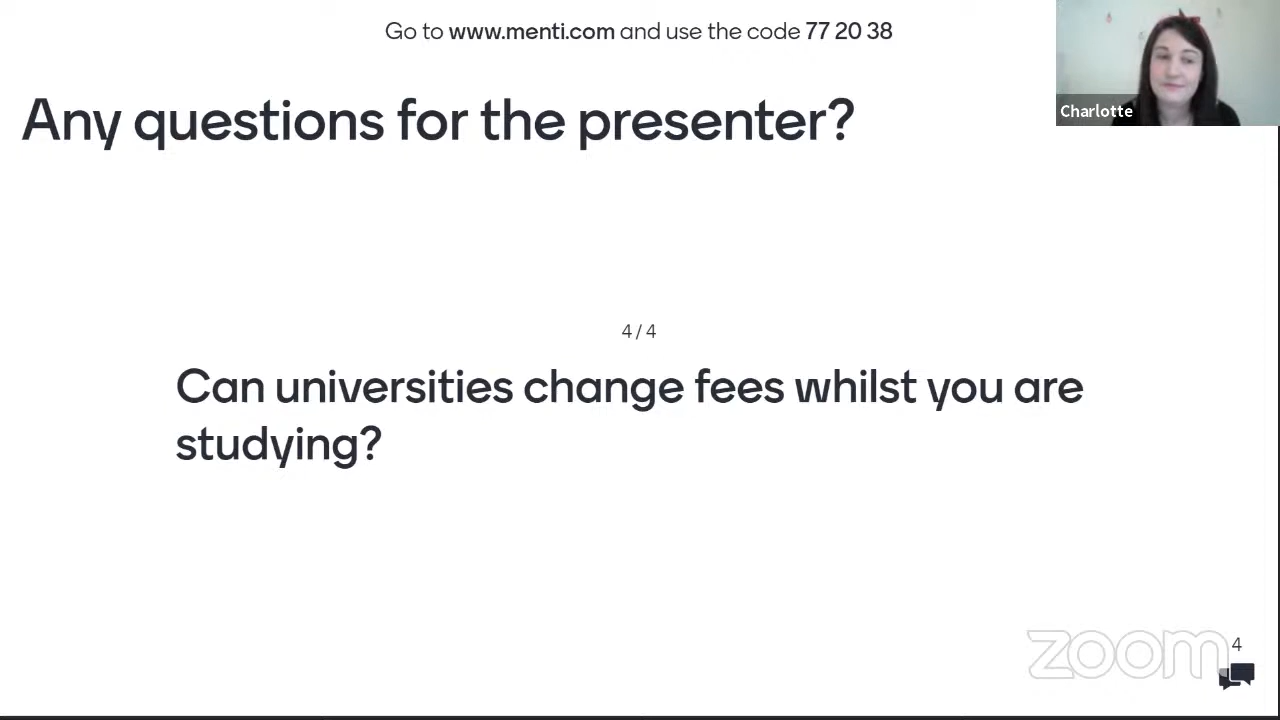 Go to www.menti.com and use the code 77 20 38
Charlotte
Any questions for the presenter?
4 / 4
Can universities change fees whilst you are
studying?
zoom
4